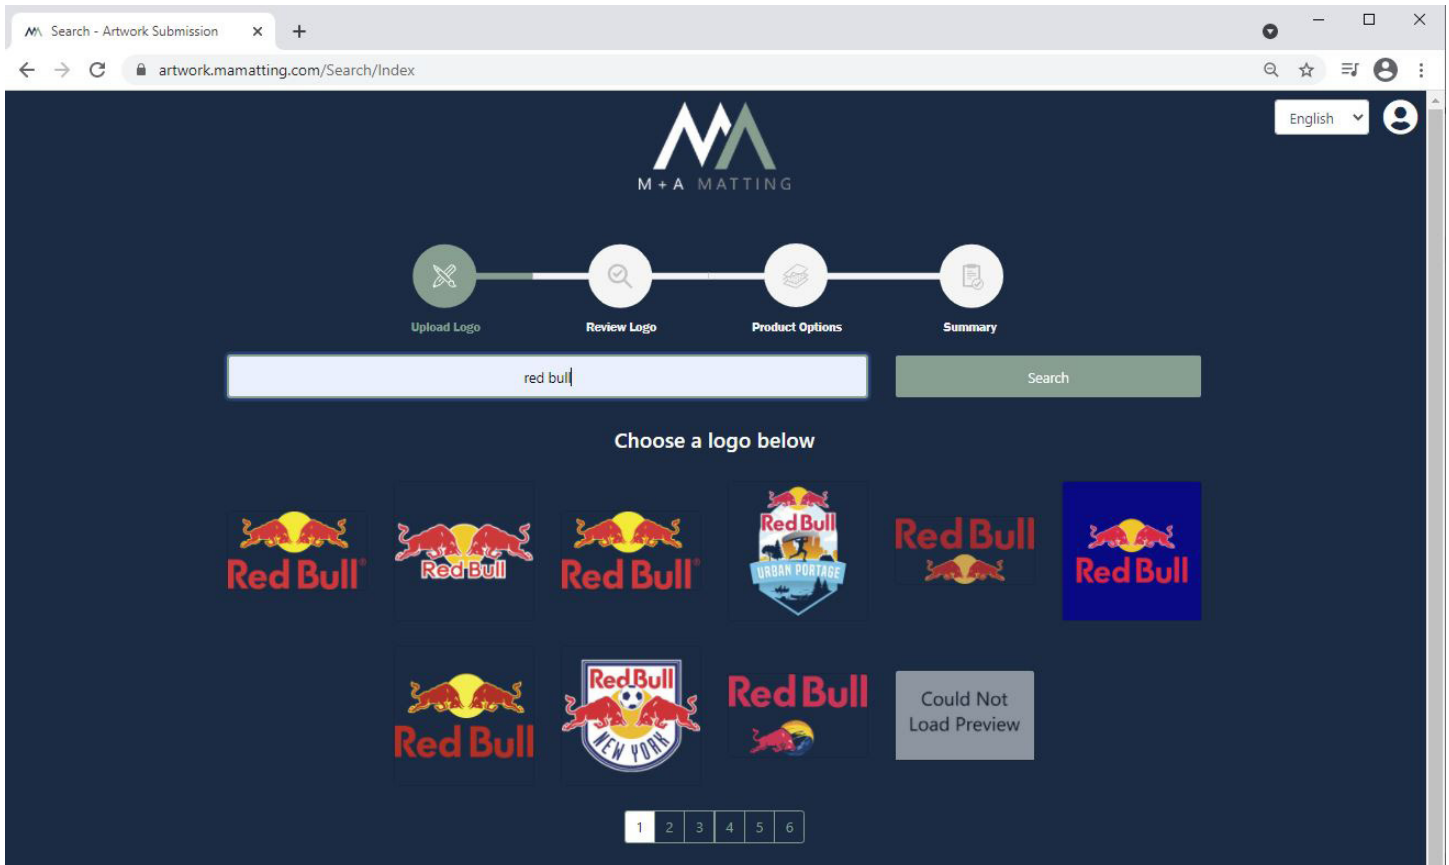 Search - Artwork Submission
artwork.mamatting.com/Search/Index
English
M + A MATTING
Upload Logo
Review Logo
Product Options
Summary
red bull
Search
Choose a logo below
Red Bull®
Red Bull
Red Bull®
Red Bull
URBAN PORTAGE
Red Bull
Red Bull
Red Bull
Red Bull
NEW YORK
Red Bull
Could Not
Load Preview
1 2 3 4 5 6